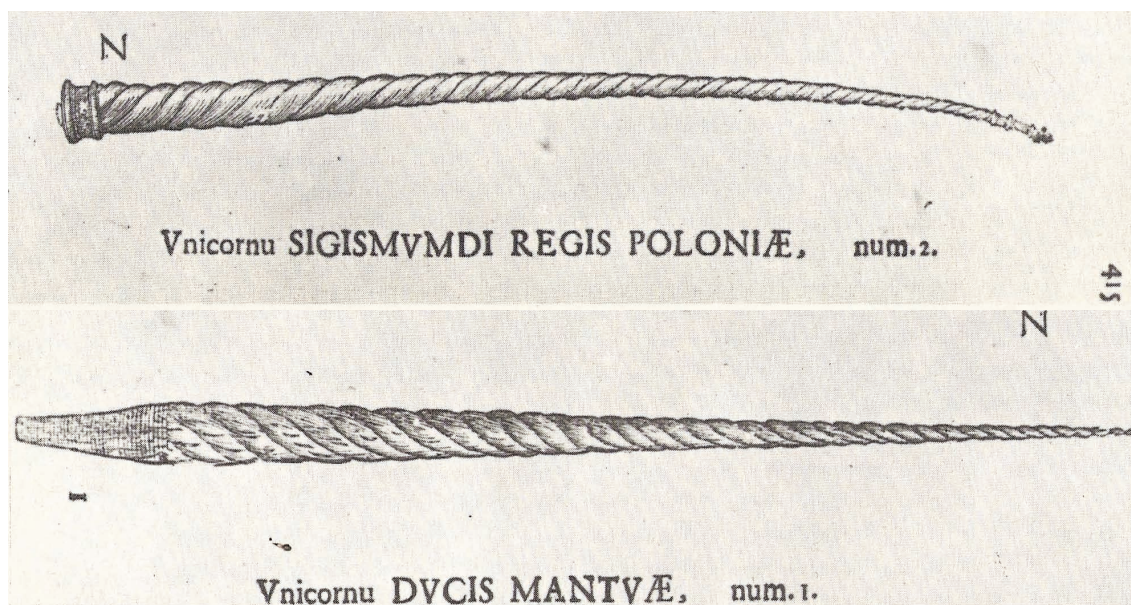 N
Vnicornu SIGISMVMDI REGIS POLONIÆ, num. 2.
415
N
I
Vnicornu DVCIS MANTVÆ, num. 1.